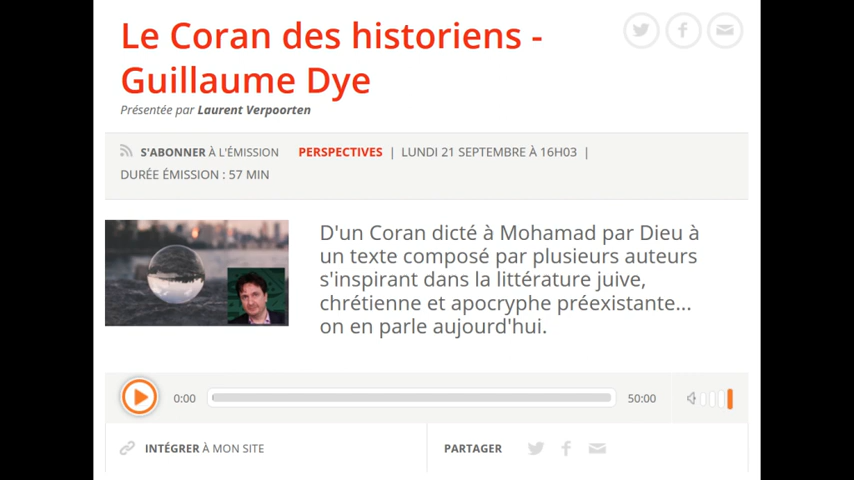 Le Coran des historiens -
Guillaume Dye
Présentée par Laurent Verpoorten
S'ABONNER À L'ÉMISSION PERSPECTIVES | LUNDI 21 SEPTEMBRE À 16H03 |
DURÉE ÉMISSION : 57 MIN
D'un Coran dicté à Mohamad par Dieu à
un texte composé par plusieurs auteurs
s'inspirant dans la littérature juive,
chrétienne et apocryphe préexistante...
on en parle aujourd'hui.
0:00 50:00
INTÉGRER À MON SITE PARTAGER